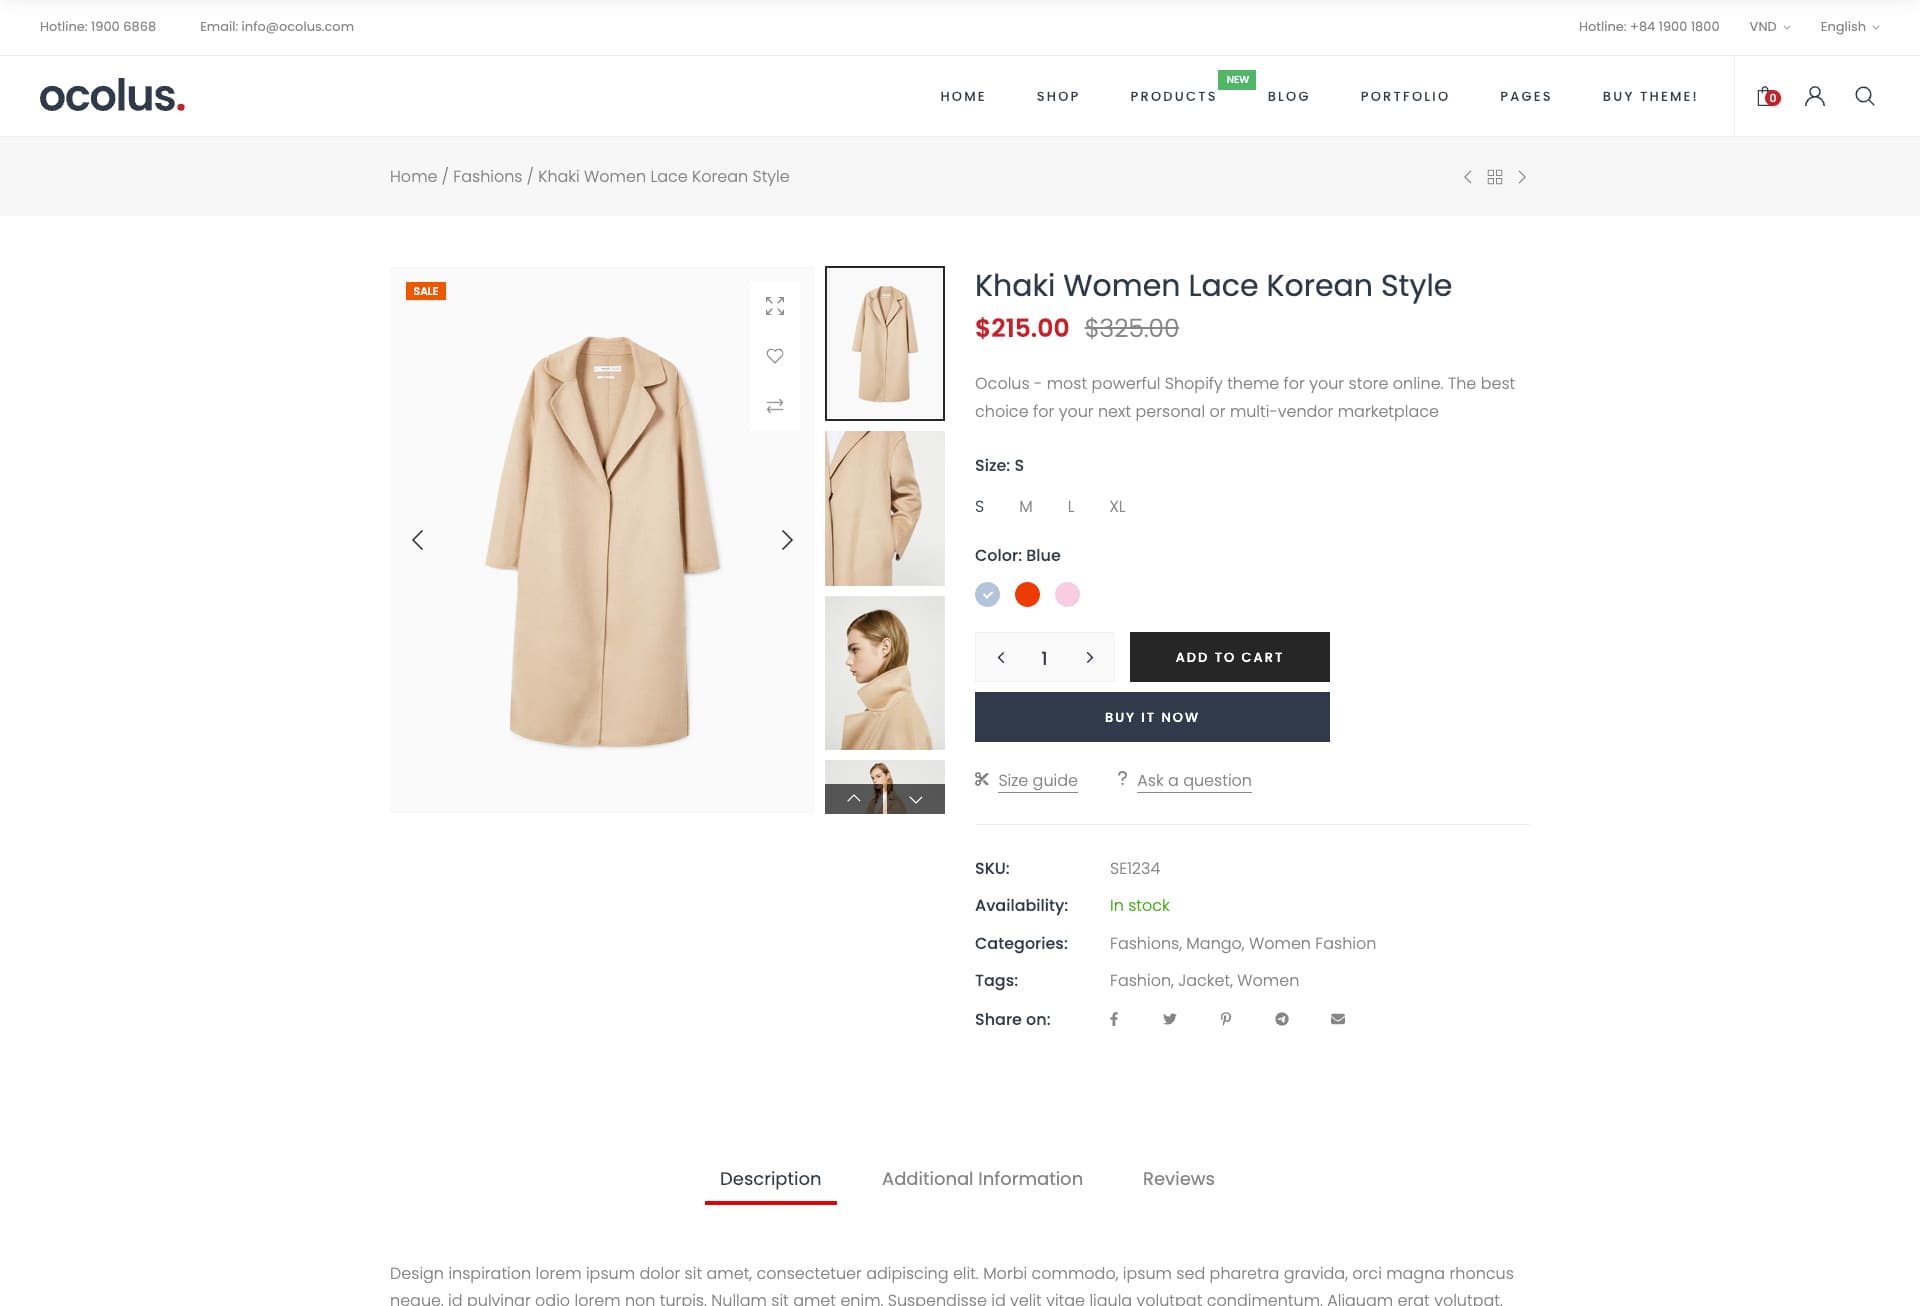 Hotline: 1900 6868
Email: info@ocolus.com
Hotline: +84 1900 1800
VND
English
ocolus.
HOME
SHOP
PRODUCTS
NEW
BLOG
PORTFOLIO
PAGES
BUY THEME!
0
Home / Fashions / Khaki Women Lace Korean Style
SALE
Khaki Women Lace Korean Style
$215.00 $325.00
Ocolus - most powerful Shopify theme for your store online. The best
choice for your next personal or multi-vendor marketplace
Size: S
S M L XL
Color: Blue
1
ADD TO CART
BUY IT NOW
Size guide
? Ask a question
SKU: SE1234
Availability: In stock
Categories: Fashions, Mango, Women Fashion
Tags: Fashion, Jacket, Women
Share on:
Description
Additional Information
Reviews
Design inspiration lorem ipsum dolor sit amet, consectetuer adipiscing elit. Morbi commodo, ipsum sed pharetra gravida, orci magna rhoncus
neque, id pulvinar odio lorem non turpis. Nullam sit amet enim. Suspendisse id velit vitae ligula volutpat condimentum. Aliquam erat volutpat.